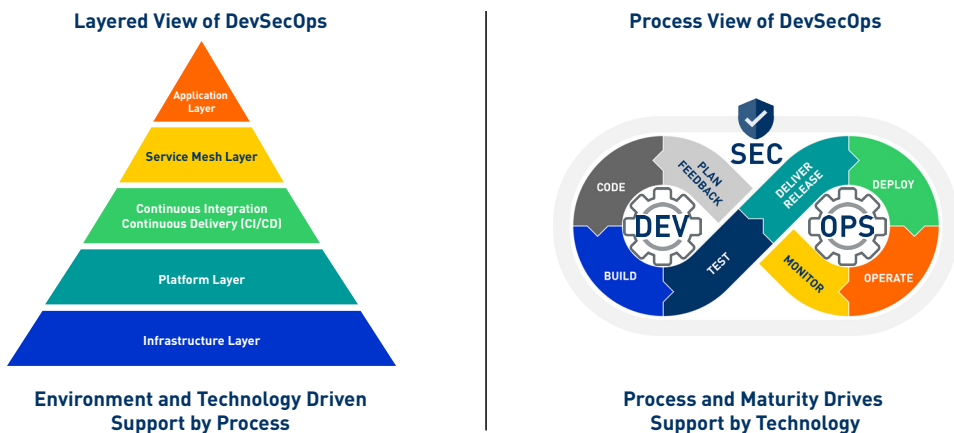 Layered View of DevSecOps
Application
Layer
Service Mesh Layer
Continuous Integration
Continuous Delivery (CI/CD)
Platform Layer
Infrastructure Layer
Environment and Technology Driven
Support by Process
Process View of DevSecOps
SEC
CODE
PLAN
FEEDBACK
DELIVER
RELEASE
DEPLOY
DEV
OPS
BUILD
TEST
MONITOR
OPERATE
Process and Maturity Drives
Support by Technology